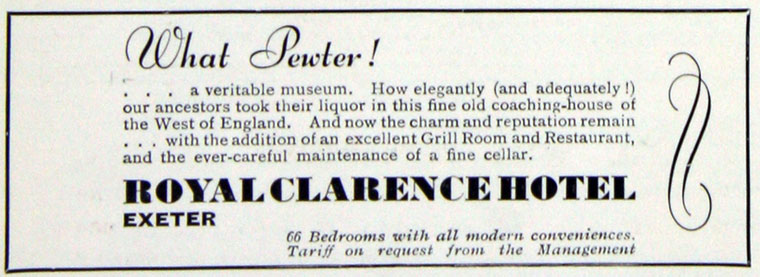 What Pewter!
. . . a veritable museum. How elegantly (and adequately!)
our ancestors took their liquor in this fine old coaching-house of
the West of England. And now the charm and reputation remain
. . . with the addition of an excellent Grill Room and Restaurant,
and the ever-careful maintenance of a fine cellar.
ROYAL CLARENCE HOTEL
EXETER
66 Bedrooms with all modern conveniences.
Tariff on request from the Management